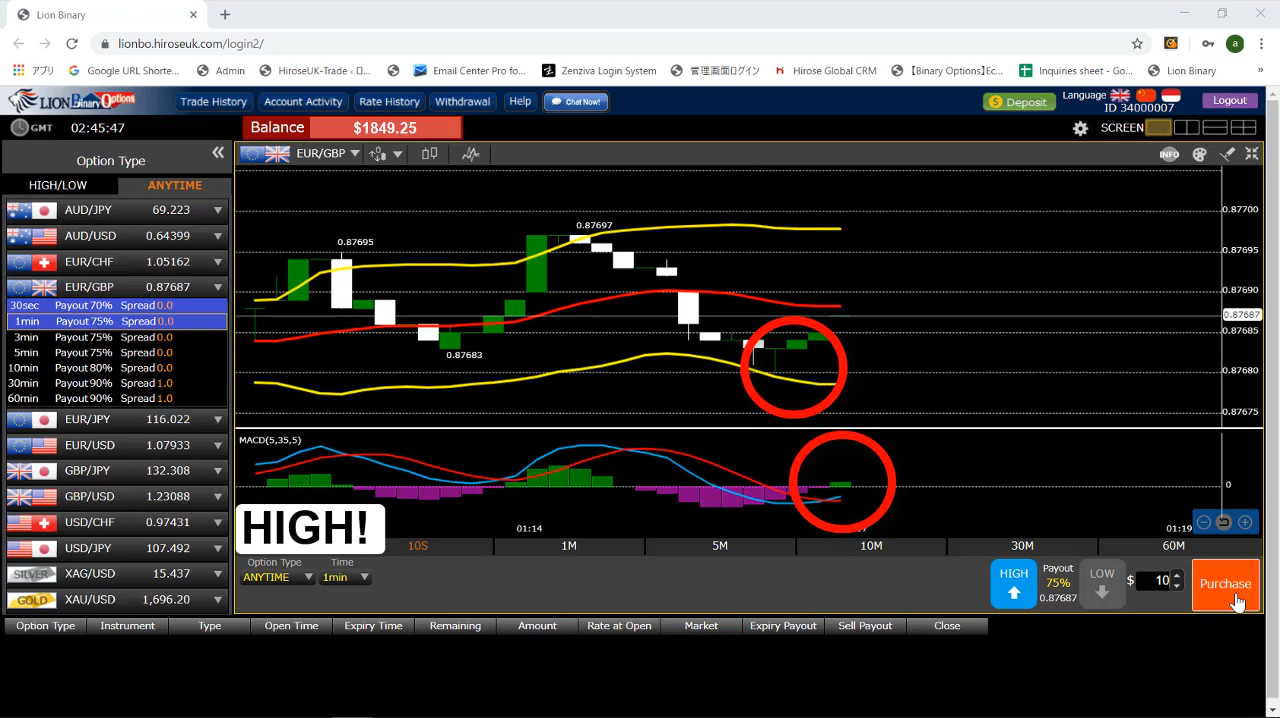 Lion Binary
lionbo.hiroseuk.com/login2/
a
アプリ Google URL Shorte... Admin HiroseUK-Trade ‹ ロ... Email Center Pro fo... Zenziva Login System 管理画面ログイン Hirose Global CRM 【Binary Options】Ec... Inquiries sheet - Go... Lion Binary »
LION Binary Options Trade History Account Activity Rate History Withdrawal Help Chat Now! $ Deposit Language ID 34000007 Logout
GMT 02:45:47 Balance $1849.25 SCREEN
Option Type «
EUR/GBP INFO
HIGH/LOW ANYTIME
AUD/JPY 69.223
AUD/USD 0.64399
EUR/CHF 1.05162
EUR/GBP 0.87687
30sec Payout 70% Spread 0.0
1min Payout 75% Spread 0.0
3min Payout 75% Spread 0.0
5min Payout 75% Spread 0.0
10min Payout 80% Spread 0.0
30min Payout 90% Spread 1.0
60min Payout 90% Spread 1.0
EUR/JPY 116.022
EUR/USD 1.07933
GBP/JPY 132.308
GBP/USD 1.23088
USD/CHF 0.97431
USD/JPY 107.492
SILVER XAG/USD 15.437
GOLD XAU/USD 1,696.20
0.87695
0.87697
0.87683
0.87700
0.87695
0.87690
0.87687
0.87685
0.87680
0.87675
MACD(5,35,5)
0
01:14 01:19
HIGH!
10S 1M 5M 10M 30M 60M
Option Type Time
ANYTIME 1min
HIGH Payout 75% 0.87687 LOW $ 10 Purchase
Option Type Instrument Type Open Time Expiry Time Remaining Amount Rate at Open Market Expiry Payout Sell Payout Close